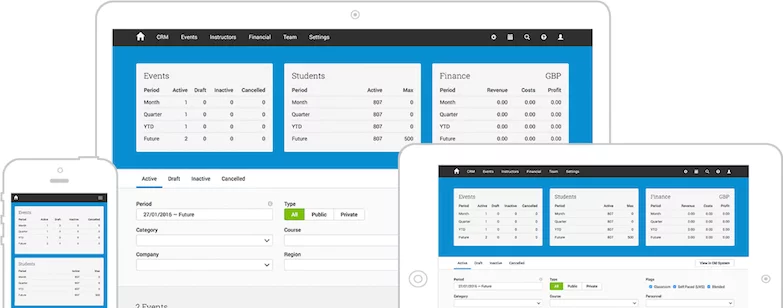 CRM Events Instructors Financial Team Settings
Events
Period Active Draft Inactive Cancelled
Month 1 0 0 0
Quarter 1 0 0 0
YTD 1 0 0 0
Future 2 0 0 0
Students
Period Active Max
Month 807 0
Quarter 807 0
YTD 807 0
Future 807 500
Finance GBP
Period Revenue Costs Profit
Month 0.00 0.00 0.00
Quarter 0.00 0.00 0.00
YTD 0.00 0.00 0.00
Future 0.00 0.00 0.00
Active Draft Inactive Cancelled
Period
27/01/2015 – Future
Type
All Public Private
Category
Course
Company
Region
2 Events
Events
Period Active Draft Inactive Cancelled
Month 1 0 0 0
Quarter 1 0 0 0
YTD 1 0 0 0
Future 2 0 0 0
Students
Period Active Max
Month 807 0
Quarter 807 0
YTD 807 0
CRM Events Instructors Financial Team Settings
Events
Period Active Draft Inactive Cancelled
Month 1 0 0 0
Quarter 1 0 0 0
YTD 1 0 0 0
Future 2 0 0 0
Students
Period Active Max
Month 807 0
Quarter 807 0
YTD 807 0
Future 807 500
Finance GBP
Period Revenue Costs Profit
Month 0.00 0.00 0.00
Quarter 0.00 0.00 0.00
YTD 0.00 0.00 0.00
Future 0.00 0.00 0.00
Active Draft Inactive Cancelled
View in Old System
Period
27/01/2015 – Future
Type
All Public Private
Flags
Classroom Self-Paced (LMS) Blended
Category
Course
Personnel